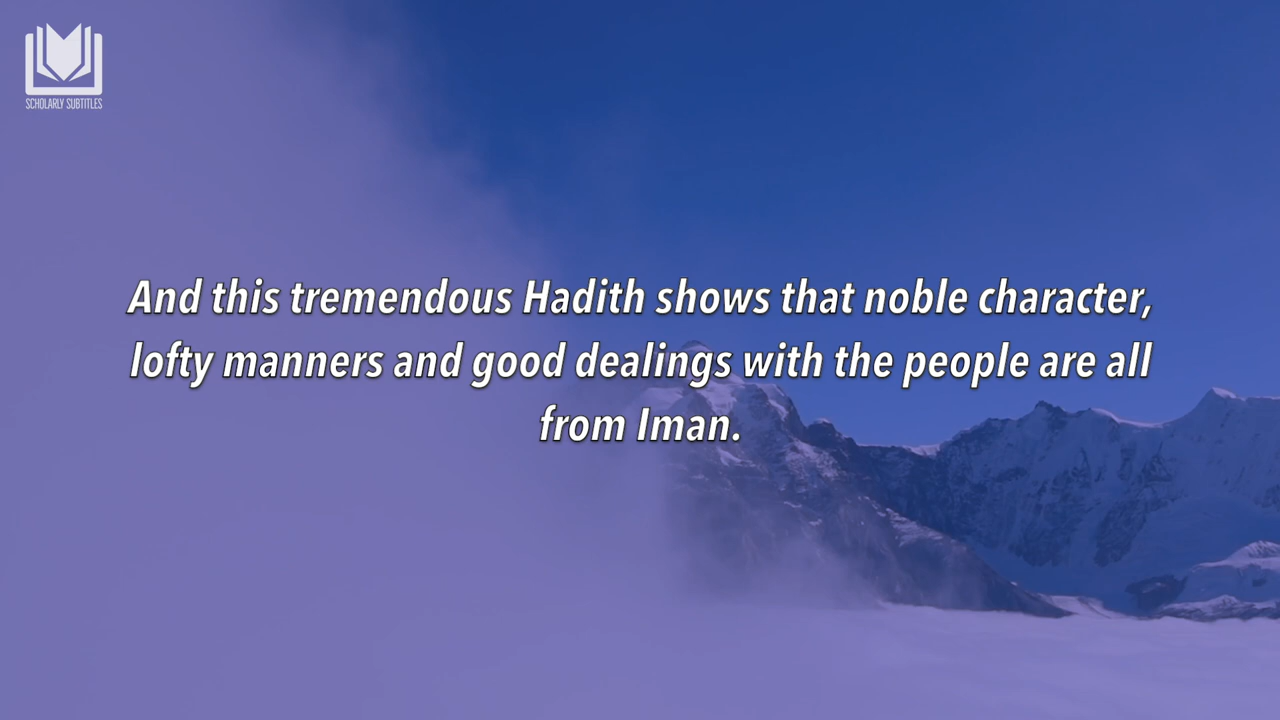 SCHOLARLY SUBTITLES
And this tremendous Hadith shows that noble character,
lofty manners and good dealings with the people are all
from Iman.